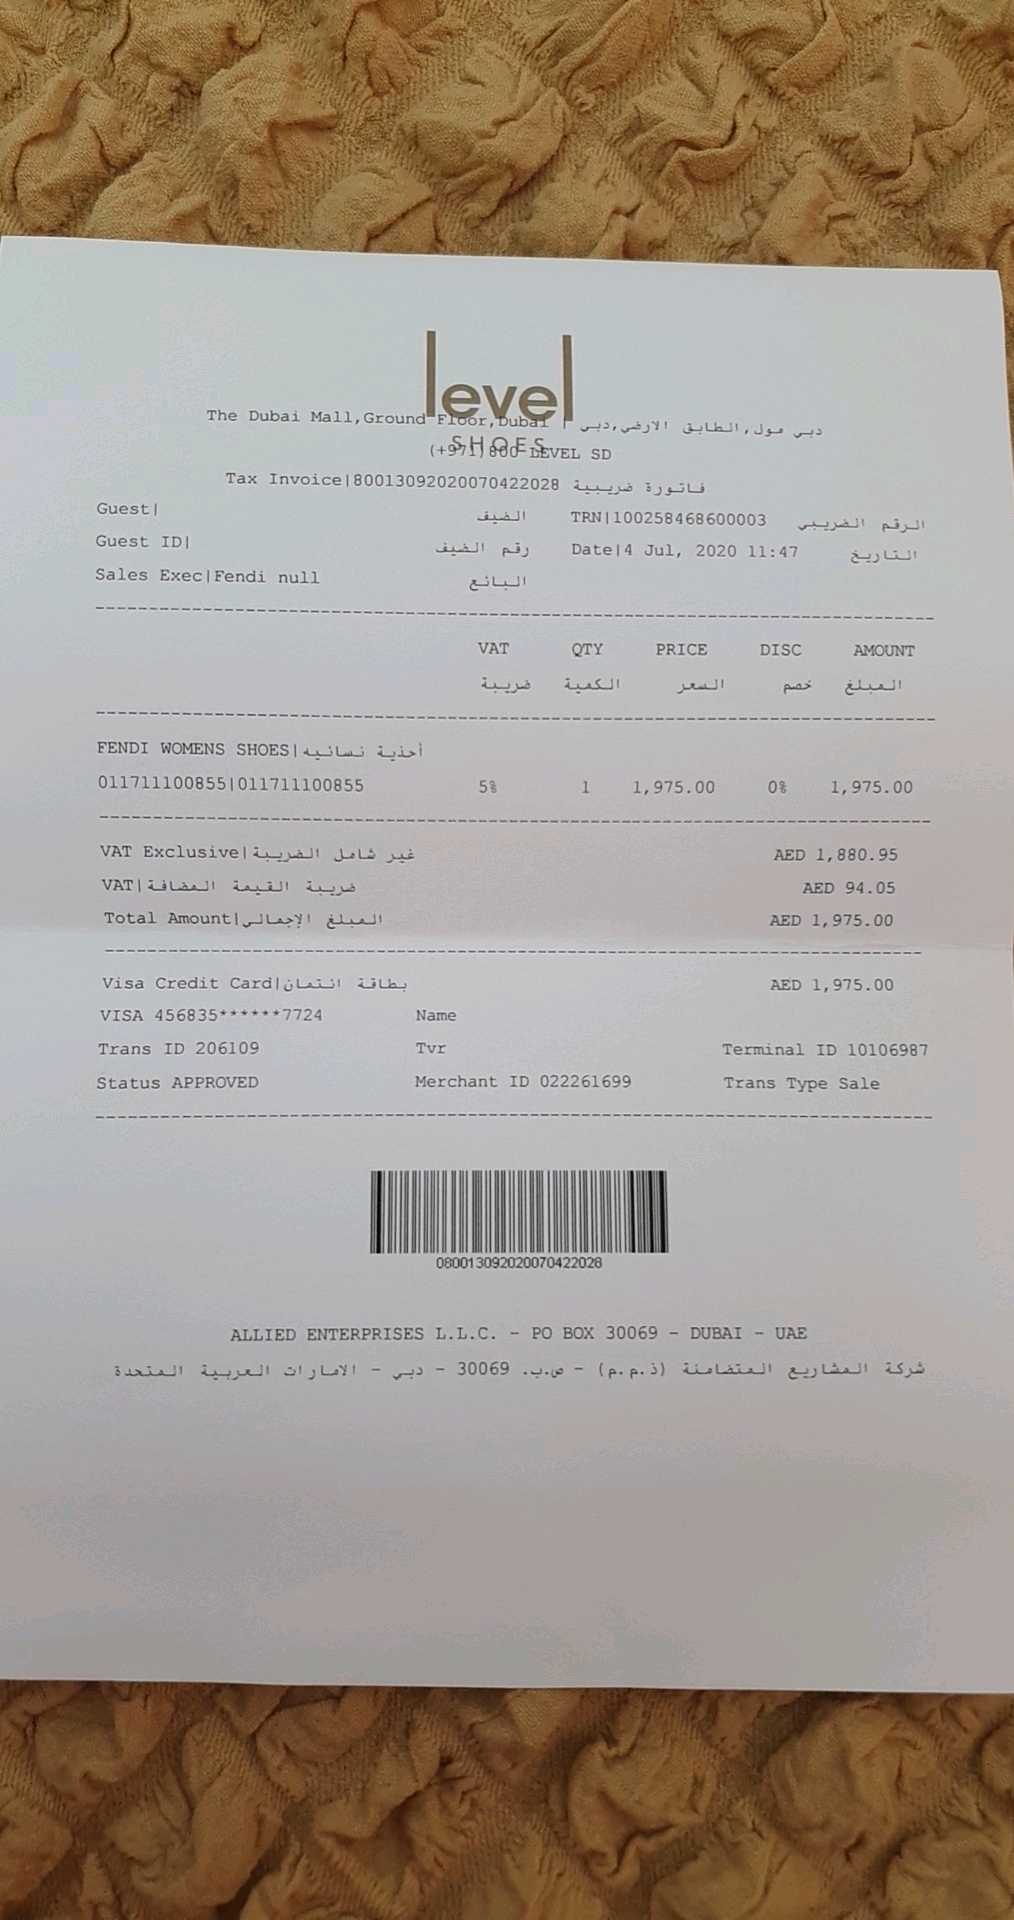 level
SHOES
The Dubai Mall,Ground Floor,Dubai | دبي مول,الطابق الارضي,دبي
(+971)800 LEVEL SD
Tax Invoice|80013092020070422028 فاتورة ضريبية
Guest| الضيف TRN|100258468600003 الرقم الضريبي
Guest ID| رقم الضيف Date|4 Jul, 2020 11:47 التاريخ
Sales Exec|Fendi null البائع
VAT QTY PRICE DISC AMOUNT
ضريبة الكمية السعر خصم المبلغ
FENDI WOMENS SHOES|أحذية نسائيه
011711100855|011711100855 5% 1 1,975.00 0% 1,975.00
VAT Exclusive|غير شامل الضريبة AED 1,880.95
VAT|ضريبة القيمة المضافة AED 94.05
Total Amount|المبلغ الإجمالي AED 1,975.00
Visa Credit Card|بطاقة ائتمان AED 1,975.00
VISA 456835******7724 Name
Trans ID 206109 Tvr Terminal ID 10106987
Status APPROVED Merchant ID 022261699 Trans Type Sale
080013092020070422028
ALLIED ENTERPRISES L.L.C. - PO BOX 30069 - DUBAI - UAE
شركة المشاريع المتضامنة (ذ.م.م) - ص.ب. 30069 - دبي - الامارات العربية المتحدة